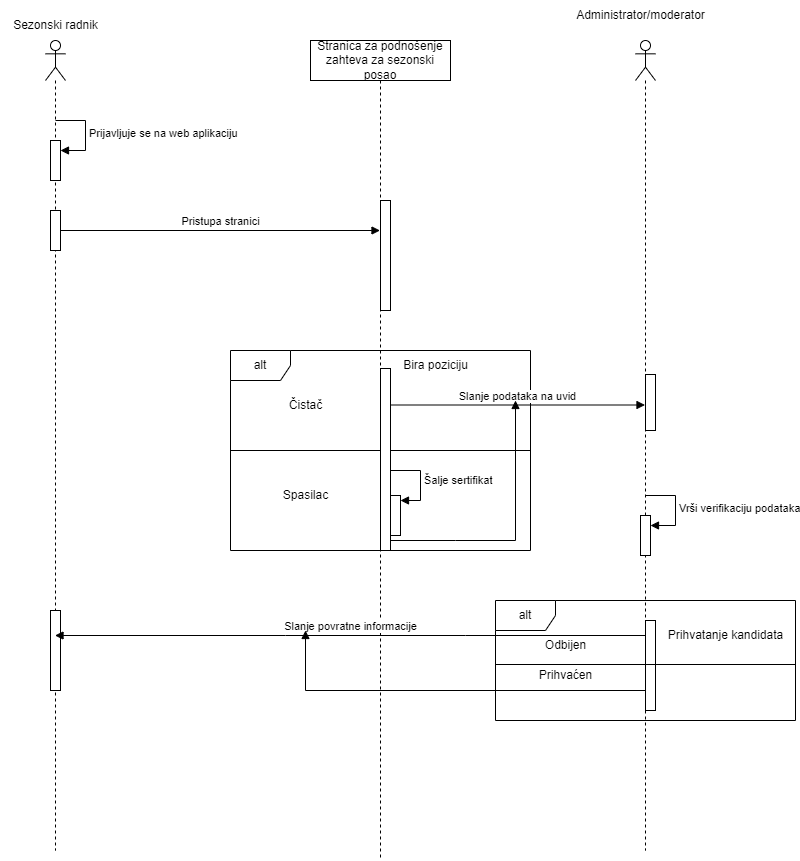 Sezonski radnik
Administrator/moderator
Stranica za podnošenje
zahteva za sezonski
posao
Prijavljuje se na web aplikaciju
Pristupa stranici
alt
Bira poziciju
Čistač
Slanje podataka na uvid
Spasilac
Šalje sertifikat
Vrši verifikaciju podataka
alt
Slanje povratne informacije
Prihvatanje kandidata
Odbijen
Prihvaćen